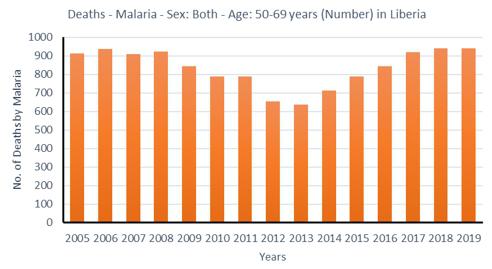 Deaths - Malaria - Sex: Both - Age: 50-69 years (Number) in Liberia
No. of Deaths by Malaria
1000
900
800
700
600
500
400
300
200
100
0
2005 2006 2007 2008 2009 2010 2011 2012 2013 2014 2015 2016 2017 2018 2019
Years